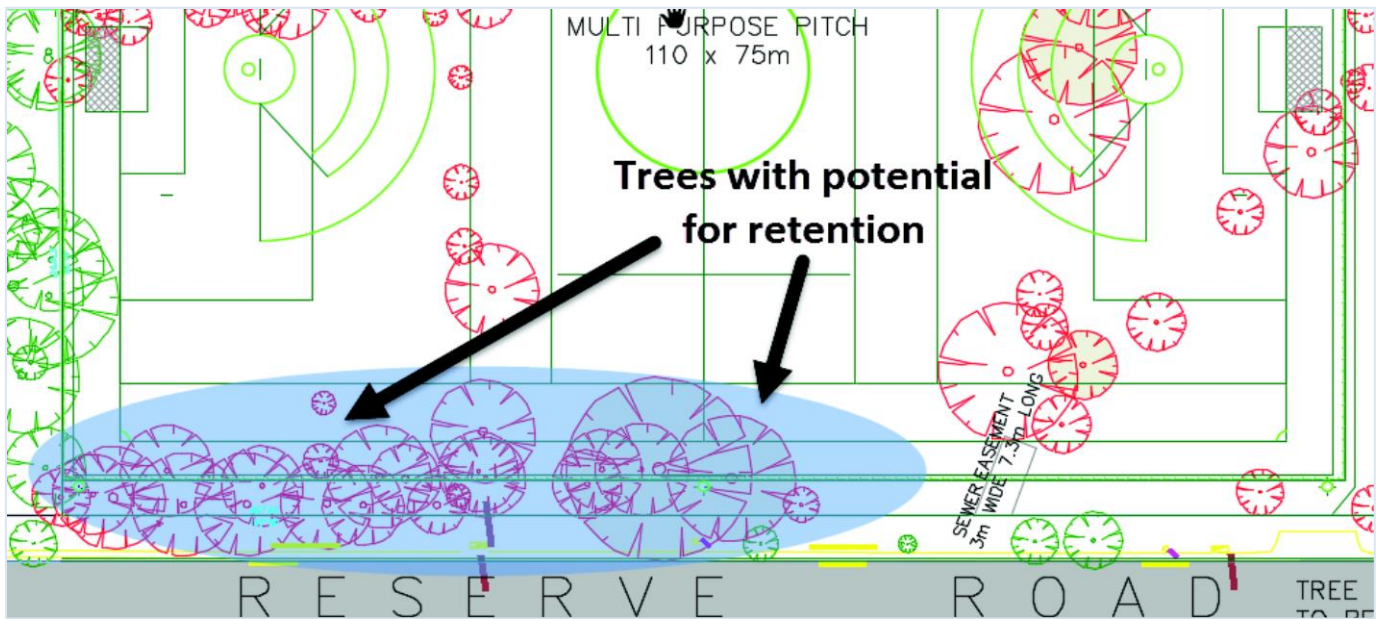 MULTI PURPOSE PITCH
110 x 75m
8
Trees with potential
for retention
SEWER EASEMENT
3m WIDE 7.3m LONG
RESERVE ROAD
TREE